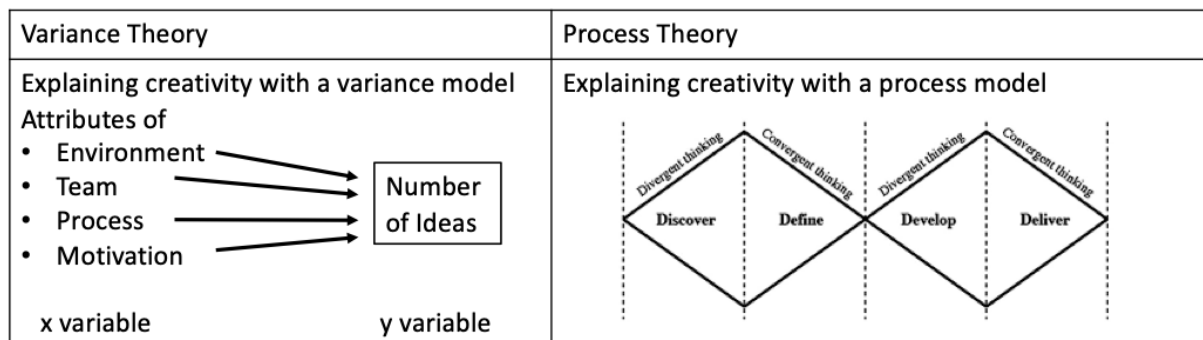 Variance Theory
Process Theory
Explaining creativity with a variance model
Attributes of
• Environment
• Team
• Process
• Motivation
Number
of Ideas
x variable
y variable
Explaining creativity with a process model
Divergent thinking
Convergent thinking
Divergent thinking
Convergent thinking
Discover
Define
Develop
Deliver